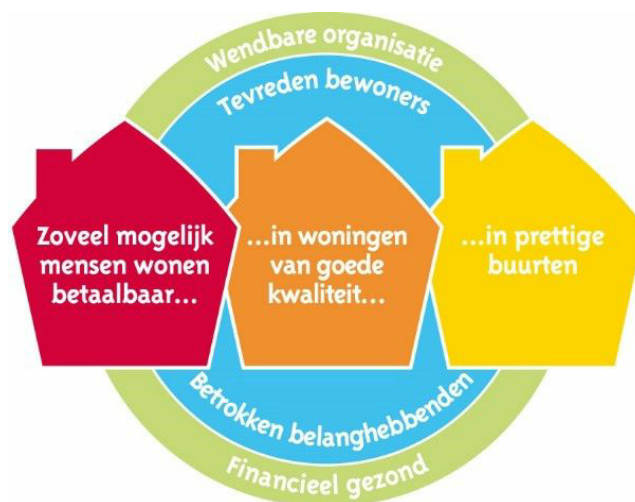 Wendbare organisatie
Tevreden bewoners
Zoveel mogelijk
mensen wonen
betaalbaar...
...in woningen
van goede
kwaliteit...
...in prettige
buurten
Betrokken belanghebbenden
Financieel gezond